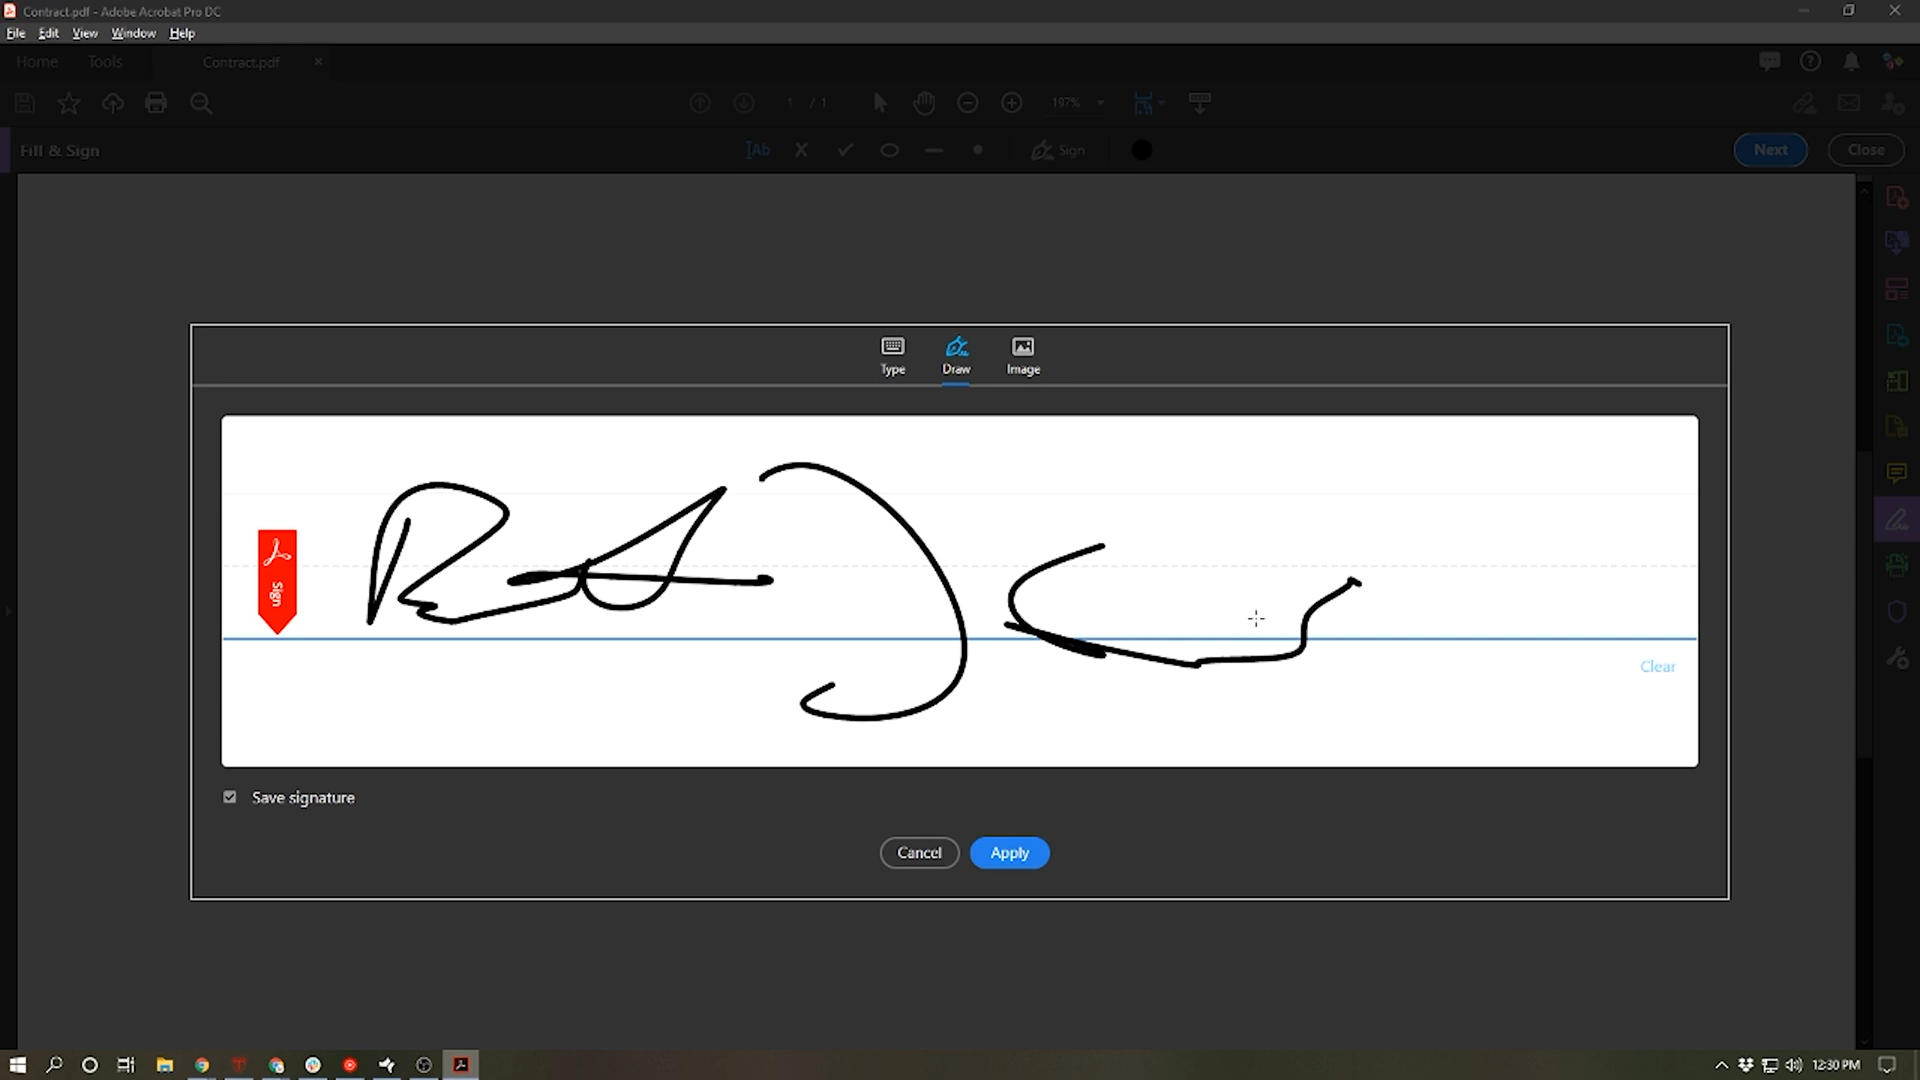 Contract.pdf - Adobe Acrobat Pro DC
File Edit View Window Help
Home Tools Contract.pdf ×
1 / 1 197%
Fill & Sign IAb Sign Next Close
Type Draw Image
Sign
Clear
Save signature
Cancel Apply
12:30 PM